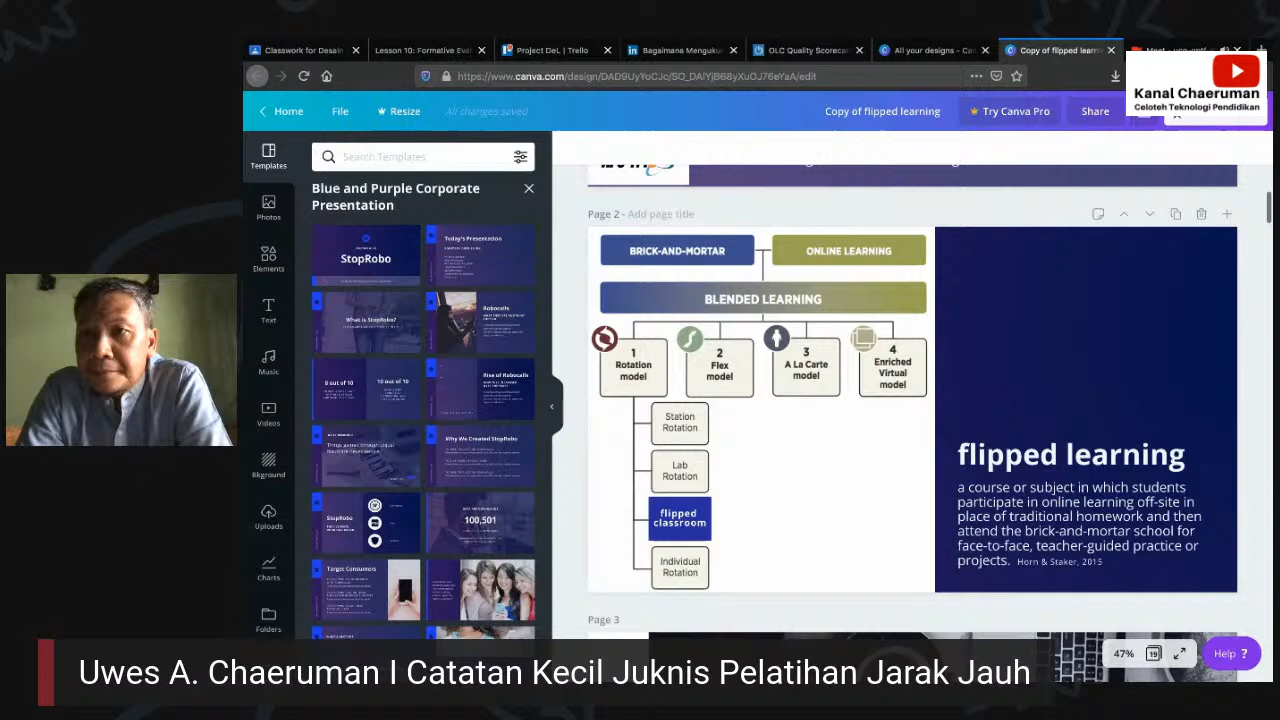 Classwork for Desain
Lesson 10: Formative Eva
Project DeL | Trello
Bagaimana Mengukur
OLC Quality Scorecar
All your designs - Can
Copy of flipped learnin
https://www.canva.com/design/DAD9UyYoCJc/SO_DAlYjB68yXuOJ76eYaA/edit
Kanal Chaeruman
Celoteh Teknologi Pendidikan
Home
File
Resize
All changes saved
Copy of flipped learning
Try Canva Pro
Share
Templates
Photos
Elements
Text
Music
Videos
Bkground
Uploads
Charts
Folders
Search Templates
Blue and Purple Corporate
Presentation
StopRobo
Today's Presentation
What is StopRobo?
Robocalls
6 out of 10
10 out of 10
Rise of Robocalls
Why We Created StopRobo
StopRobo
100,501
Target Consumers
Page 2 - Add page title
BRICK-AND-MORTAR
ONLINE LEARNING
BLENDED LEARNING
1
Rotation
model
2
Flex
model
3
A La Carte
model
4
Enriched
Virtual
model
Station
Rotation
Lab
Rotation
flipped
classroom
Individual
Rotation
flipped learning
a course or subject in which students
participate in online learning off-site in
place of traditional homework and then
attend the brick-and-mortar school for
face-to-face, teacher-guided practice or
projects. Horn & Staker, 2015
Page 3
47%
19
Help ?
Uwes A. Chaeruman I Catatan Kecil Juknis Pelatihan Jarak Jauh